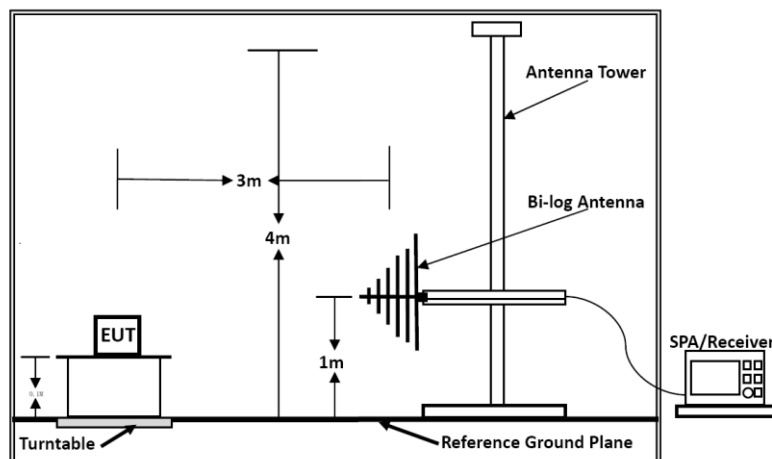 Antenna Tower
3m
Bi-log Antenna
4m
EUT
1m
SPA/Receiver
Turntable
Reference Ground Plane